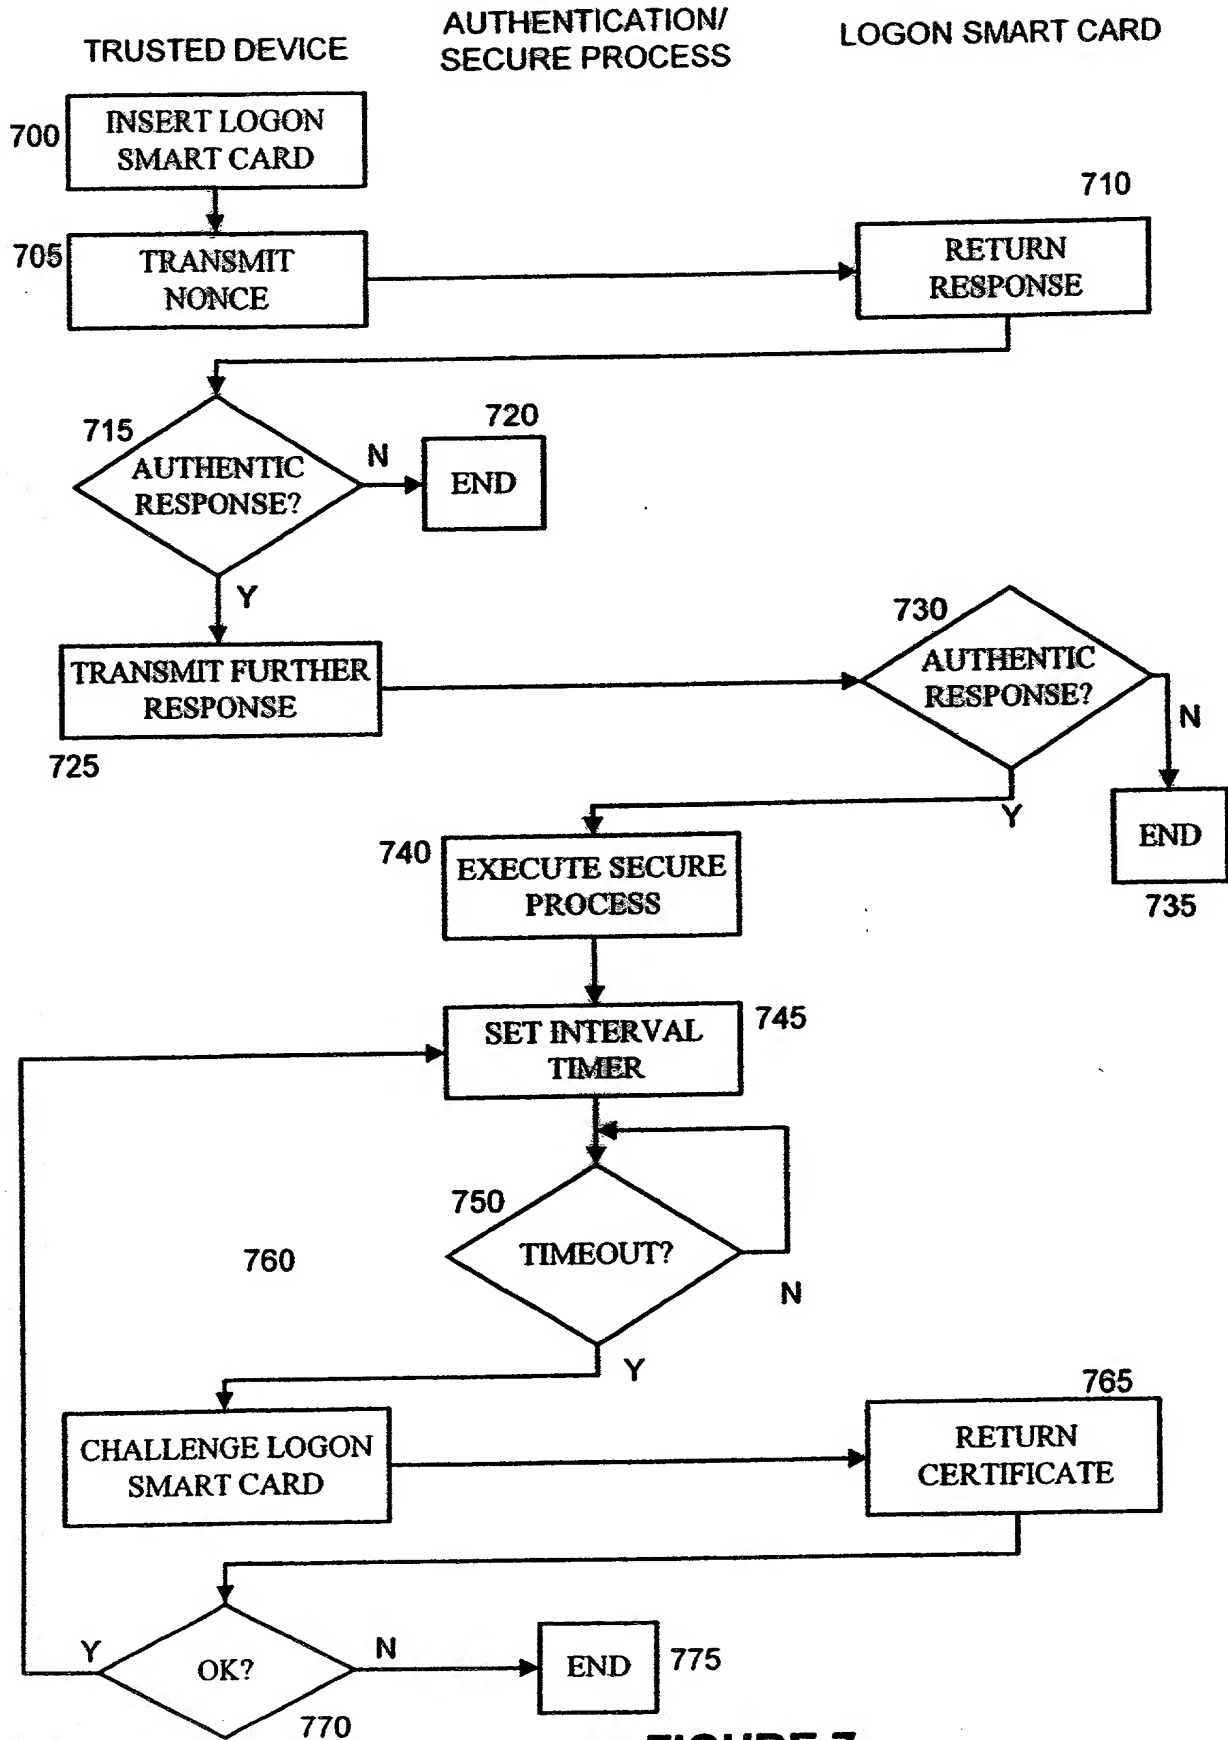 TRUSTED DEVICE
AUTHENTICATION/
SECURE PROCESS
LOGON SMART CARD
700
INSERT LOGON
SMART CARD
705
TRANSMIT
NONCE
710
RETURN
RESPONSE
715
AUTHENTIC
RESPONSE?
N
720
END
Y
TRANSMIT FURTHER
RESPONSE
725
730
AUTHENTIC
RESPONSE?
N
Y
END
735
740
EXECUTE SECURE
PROCESS
SET INTERVAL
TIMER
745
750
TIMEOUT?
N
760
Y
CHALLENGE LOGON
SMART CARD
765
RETURN
CERTIFICATE
Y
OK?
N
770
END
775
FIGURE 7